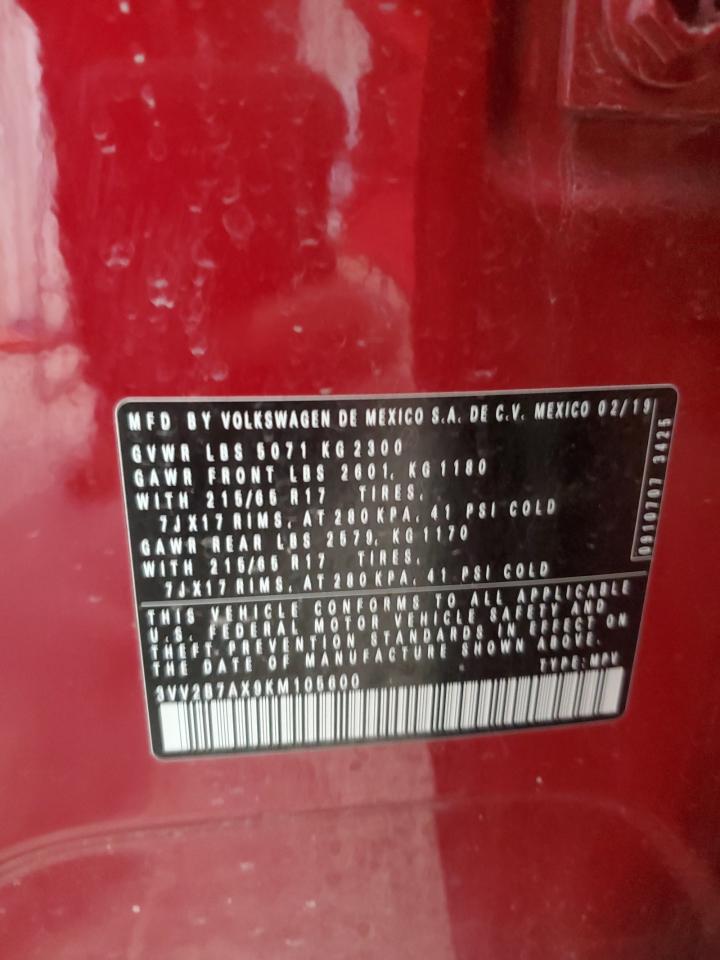 MFD BY VOLKSWAGEN DE MEXICO S.A. DE C.V. MEXICO 02/19
GVWR LBS 5071 KG 2300
GAWR FRONT LBS 2601, KG 1180
WITH 215/65 R17 TIRES,
7JX17 RIMS, AT 280 KPA, 41 PSI COLD
GAWR REAR LBS 2579, KG 1170
WITH 215/65 R17 TIRES,
7JX17 RIMS, AT 280 KPA, 41 PSI COLD
0910707 3425
THIS VEHICLE CONFORMS TO ALL APPLICABLE
U.S. FEDERAL MOTOR VEHICLE SAFETY AND
THEFT PREVENTION STANDARDS IN EFFECT ON
THE DATE OF MANUFACTURE SHOWN ABOVE.
TYPE: MPV
3VV2B7AX9KM105600